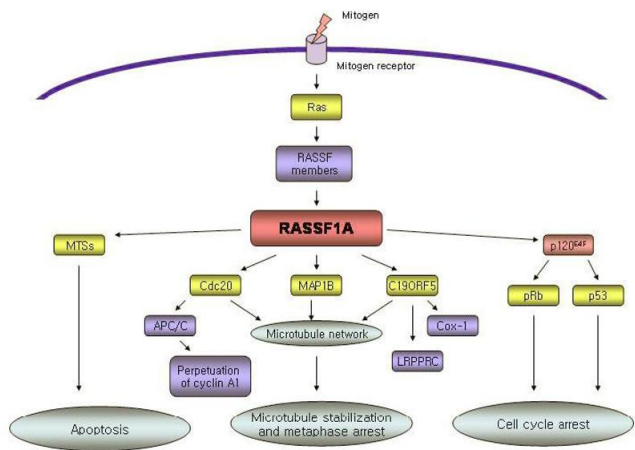 Mitogen
Mitogen receptor
Ras
RASSF
members
RASSF1A
MTSs
p120ᴱ⁴ᶠ
Cdc20
MAP1B
C19ORF5
pRb
p53
APC/C
Microtubule network
Cox-1
LRPPRC
Perpetuation
of cyclin A1
Apoptosis
Microtubule stabilization
and metaphase arrest
Cell cycle arrest